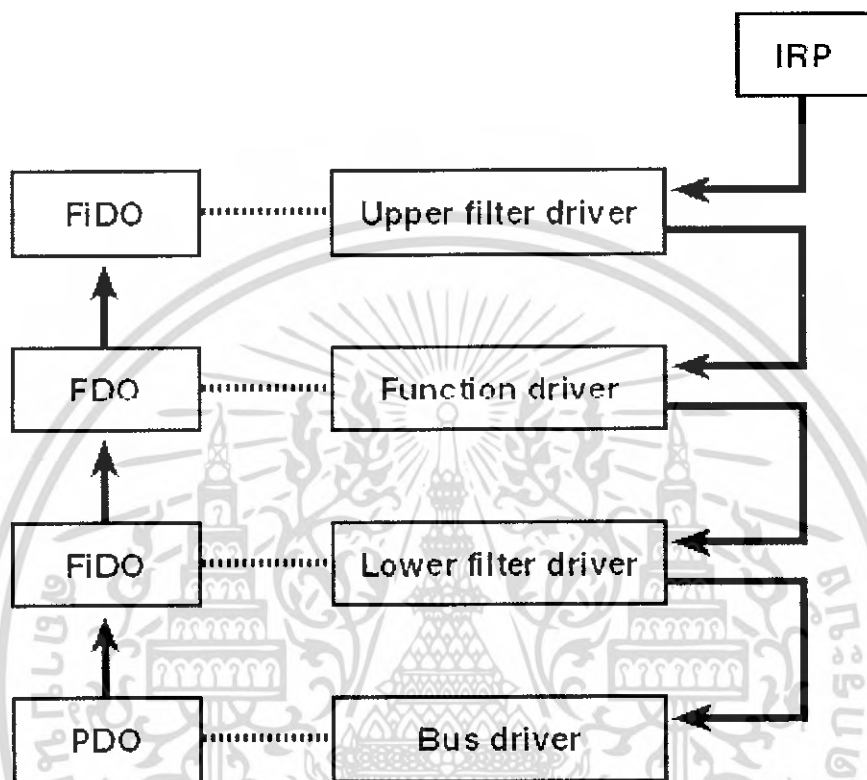 IRP
FiDO
Upper filter driver
FDO
Function driver
FiDO
Lower filter driver
PDO
Bus driver